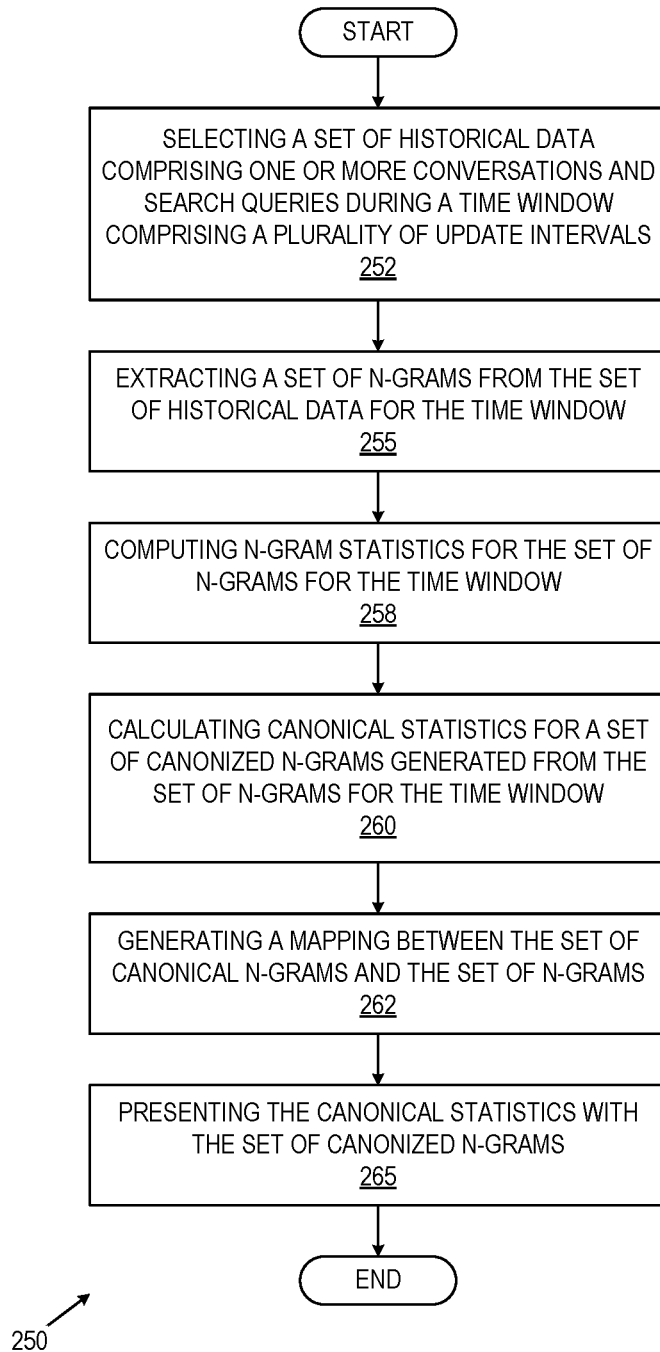 START
SELECTING A SET OF HISTORICAL DATA
COMPRISING ONE OR MORE CONVERSATIONS AND
SEARCH QUERIES DURING A TIME WINDOW
COMPRISING A PLURALITY OF UPDATE INTERVALS
252
EXTRACTING A SET OF N-GRAMS FROM THE SET
OF HISTORICAL DATA FOR THE TIME WINDOW
255
COMPUTING N-GRAM STATISTICS FOR THE SET OF
N-GRAMS FOR THE TIME WINDOW
258
CALCULATING CANONICAL STATISTICS FOR A SET
OF CANONIZED N-GRAMS GENERATED FROM THE
SET OF N-GRAMS FOR THE TIME WINDOW
260
GENERATING A MAPPING BETWEEN THE SET OF
CANONICAL N-GRAMS AND THE SET OF N-GRAMS
262
PRESENTING THE CANONICAL STATISTICS WITH
THE SET OF CANONIZED N-GRAMS
265
END
250